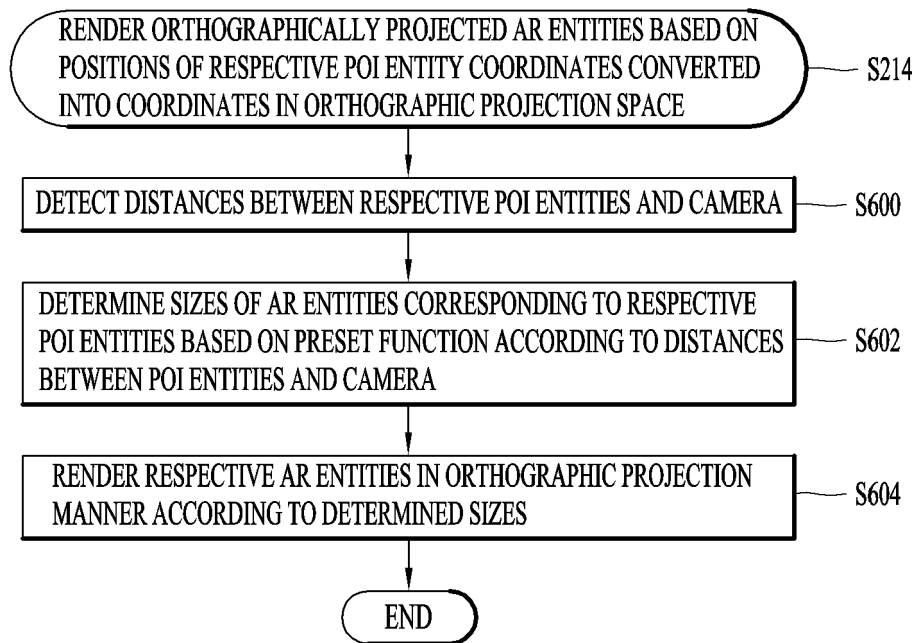 RENDER ORTHOGRAPHICALLY PROJECTED AR ENTITIES BASED ON
POSITIONS OF RESPECTIVE POI ENTITY COORDINATES CONVERTED
INTO COORDINATES IN ORTHOGRAPHIC PROJECTION SPACE
S214
DETECT DISTANCES BETWEEN RESPECTIVE POI ENTITIES AND CAMERA
S600
DETERMINE SIZES OF AR ENTITIES CORRESPONDING TO RESPECTIVE
POI ENTITIES BASED ON PRESET FUNCTION ACCORDING TO DISTANCES
BETWEEN POI ENTITIES AND CAMERA
S602
RENDER RESPECTIVE AR ENTITIES IN ORTHOGRAPHIC PROJECTION
MANNER ACCORDING TO DETERMINED SIZES
S604
END